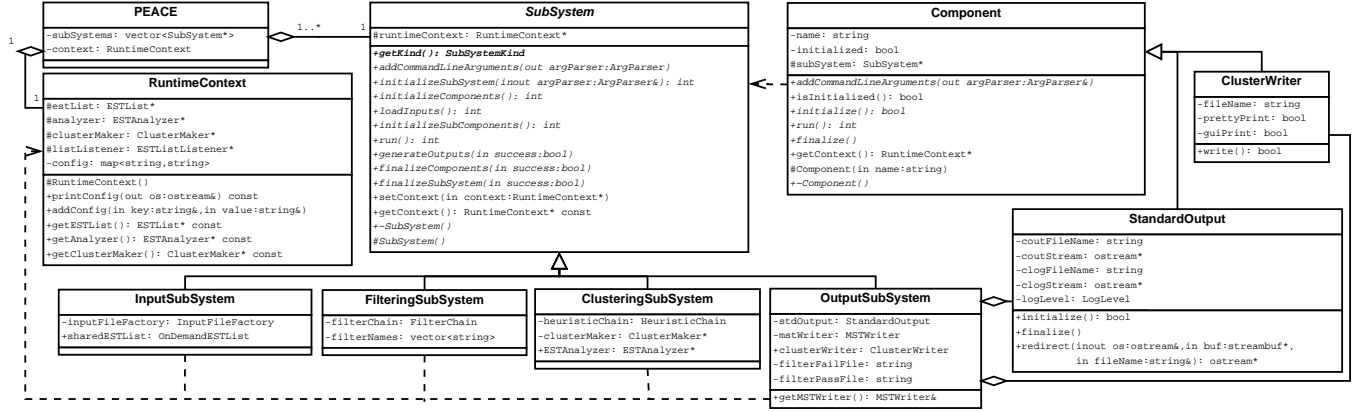 PEACE
-subSystems: vector<SubSystem*>
-context: RuntimeContext
1
1..*
1
1
RuntimeContext
#estList: ESTList*
#analyzer: ESTAnalyzer*
#clusterMaker: ClusterMaker*
#listListener: ESTListListener*
-config: map<string,string>
#RuntimeContext()
+printConfig(out os:ostream&) const
+addConfig(in key:string&,in value:string&)
+getESTList(): ESTList* const
+getAnalyzer(): ESTAnalyzer* const
+getClusterMaker(): ClusterMaker* const
SubSystem
#runtimeContext: RuntimeContext*
+getKind(): SubSystemKind
+addCommandLineArguments(out argParser:ArgParser)
+initializeSubSystem(inout argParser:ArgParser&): int
+initializeComponents(): int
+loadInputs(): int
+initializeSubComponents(): int
+run(): int
+generateOutputs(in success:bool)
+finalizeComponents(in success:bool)
+finalizeSubSystem(in success:bool)
+setContext(in context:RuntimeContext*)
+getContext(): RuntimeContext* const
+~SubSystem()
#SubSystem()
Component
-name: string
-initialized: bool
#subSystem: SubSystem*
+addCommandLineArguments(out argParser:ArgParser&)
+isInitialized(): bool
+initialize(): bool
+run(): int
+finalize()
+getContext(): RuntimeContext*
#Component(in name:string)
+~Component()
ClusterWriter
-fileName: string
-prettyPrint: bool
-guiPrint: bool
+write(): bool
StandardOutput
-coutFileName: string
-coutStream: ostream*
-clogFileName: string
-clogStream: ostream*
-logLevel: LogLevel
+initialize(): bool
+finalize()
+redirect(inout os:ostream&,in buf:streambuf*,
in fileName:string&): ostream*
InputSubSystem
-inputFileFactory: InputFileFactory
+sharedESTList: OnDemandESTList
FilteringSubSystem
-filterChain: FilterChain
-filterNames: vector<string>
ClusteringSubSystem
-heuristicChain: HeuristicChain
-clusterMaker: ClusterMaker*
+ESTAnalyzer: ESTAnalyzer*
OutputSubSystem
-stdOutput: StandardOutput
-mstWriter: MSTWriter
+clusterWriter: ClusterWriter
-filterFailFile: string
-filterPassFile: string
+getMSTWriter(): MSTWriter&